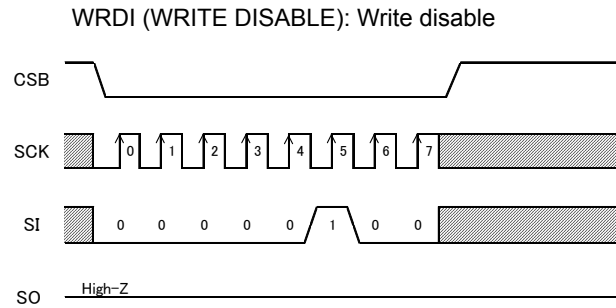 WRDI (WRITE DISABLE): Write disable
CSB
SCK
0 1 2 3 4 5 6 7
SI
0 0 0 0 0 1 0 0
High-Z
SO